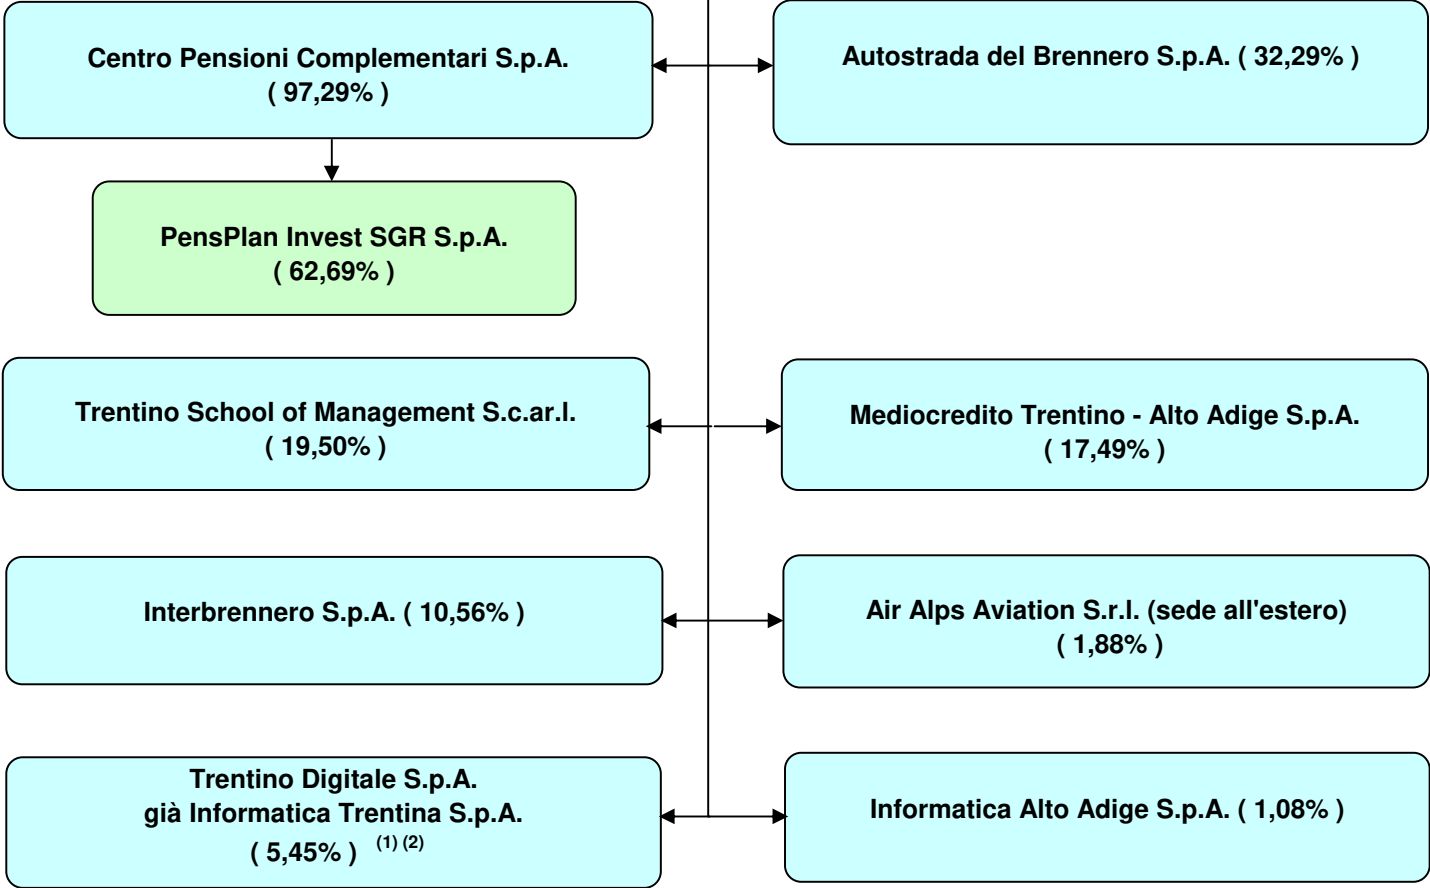 Centro Pensioni Complementari S.p.A.
( 97,29% )
Autostrada del Brennero S.p.A. ( 32,29% )
PensPlan Invest SGR S.p.A.
( 62,69% )
Trentino School of Management S.c.ar.l.
( 19,50% )
Mediocredito Trentino - Alto Adige S.p.A.
( 17,49% )
Interbrennero S.p.A. ( 10,56% )
Air Alps Aviation S.r.l. (sede all'estero)
( 1,88% )
Trentino Digitale S.p.A.
già Informatica Trentina S.p.A.
( 5,45% ) (1) (2)
Informatica Alto Adige S.p.A. ( 1,08% )